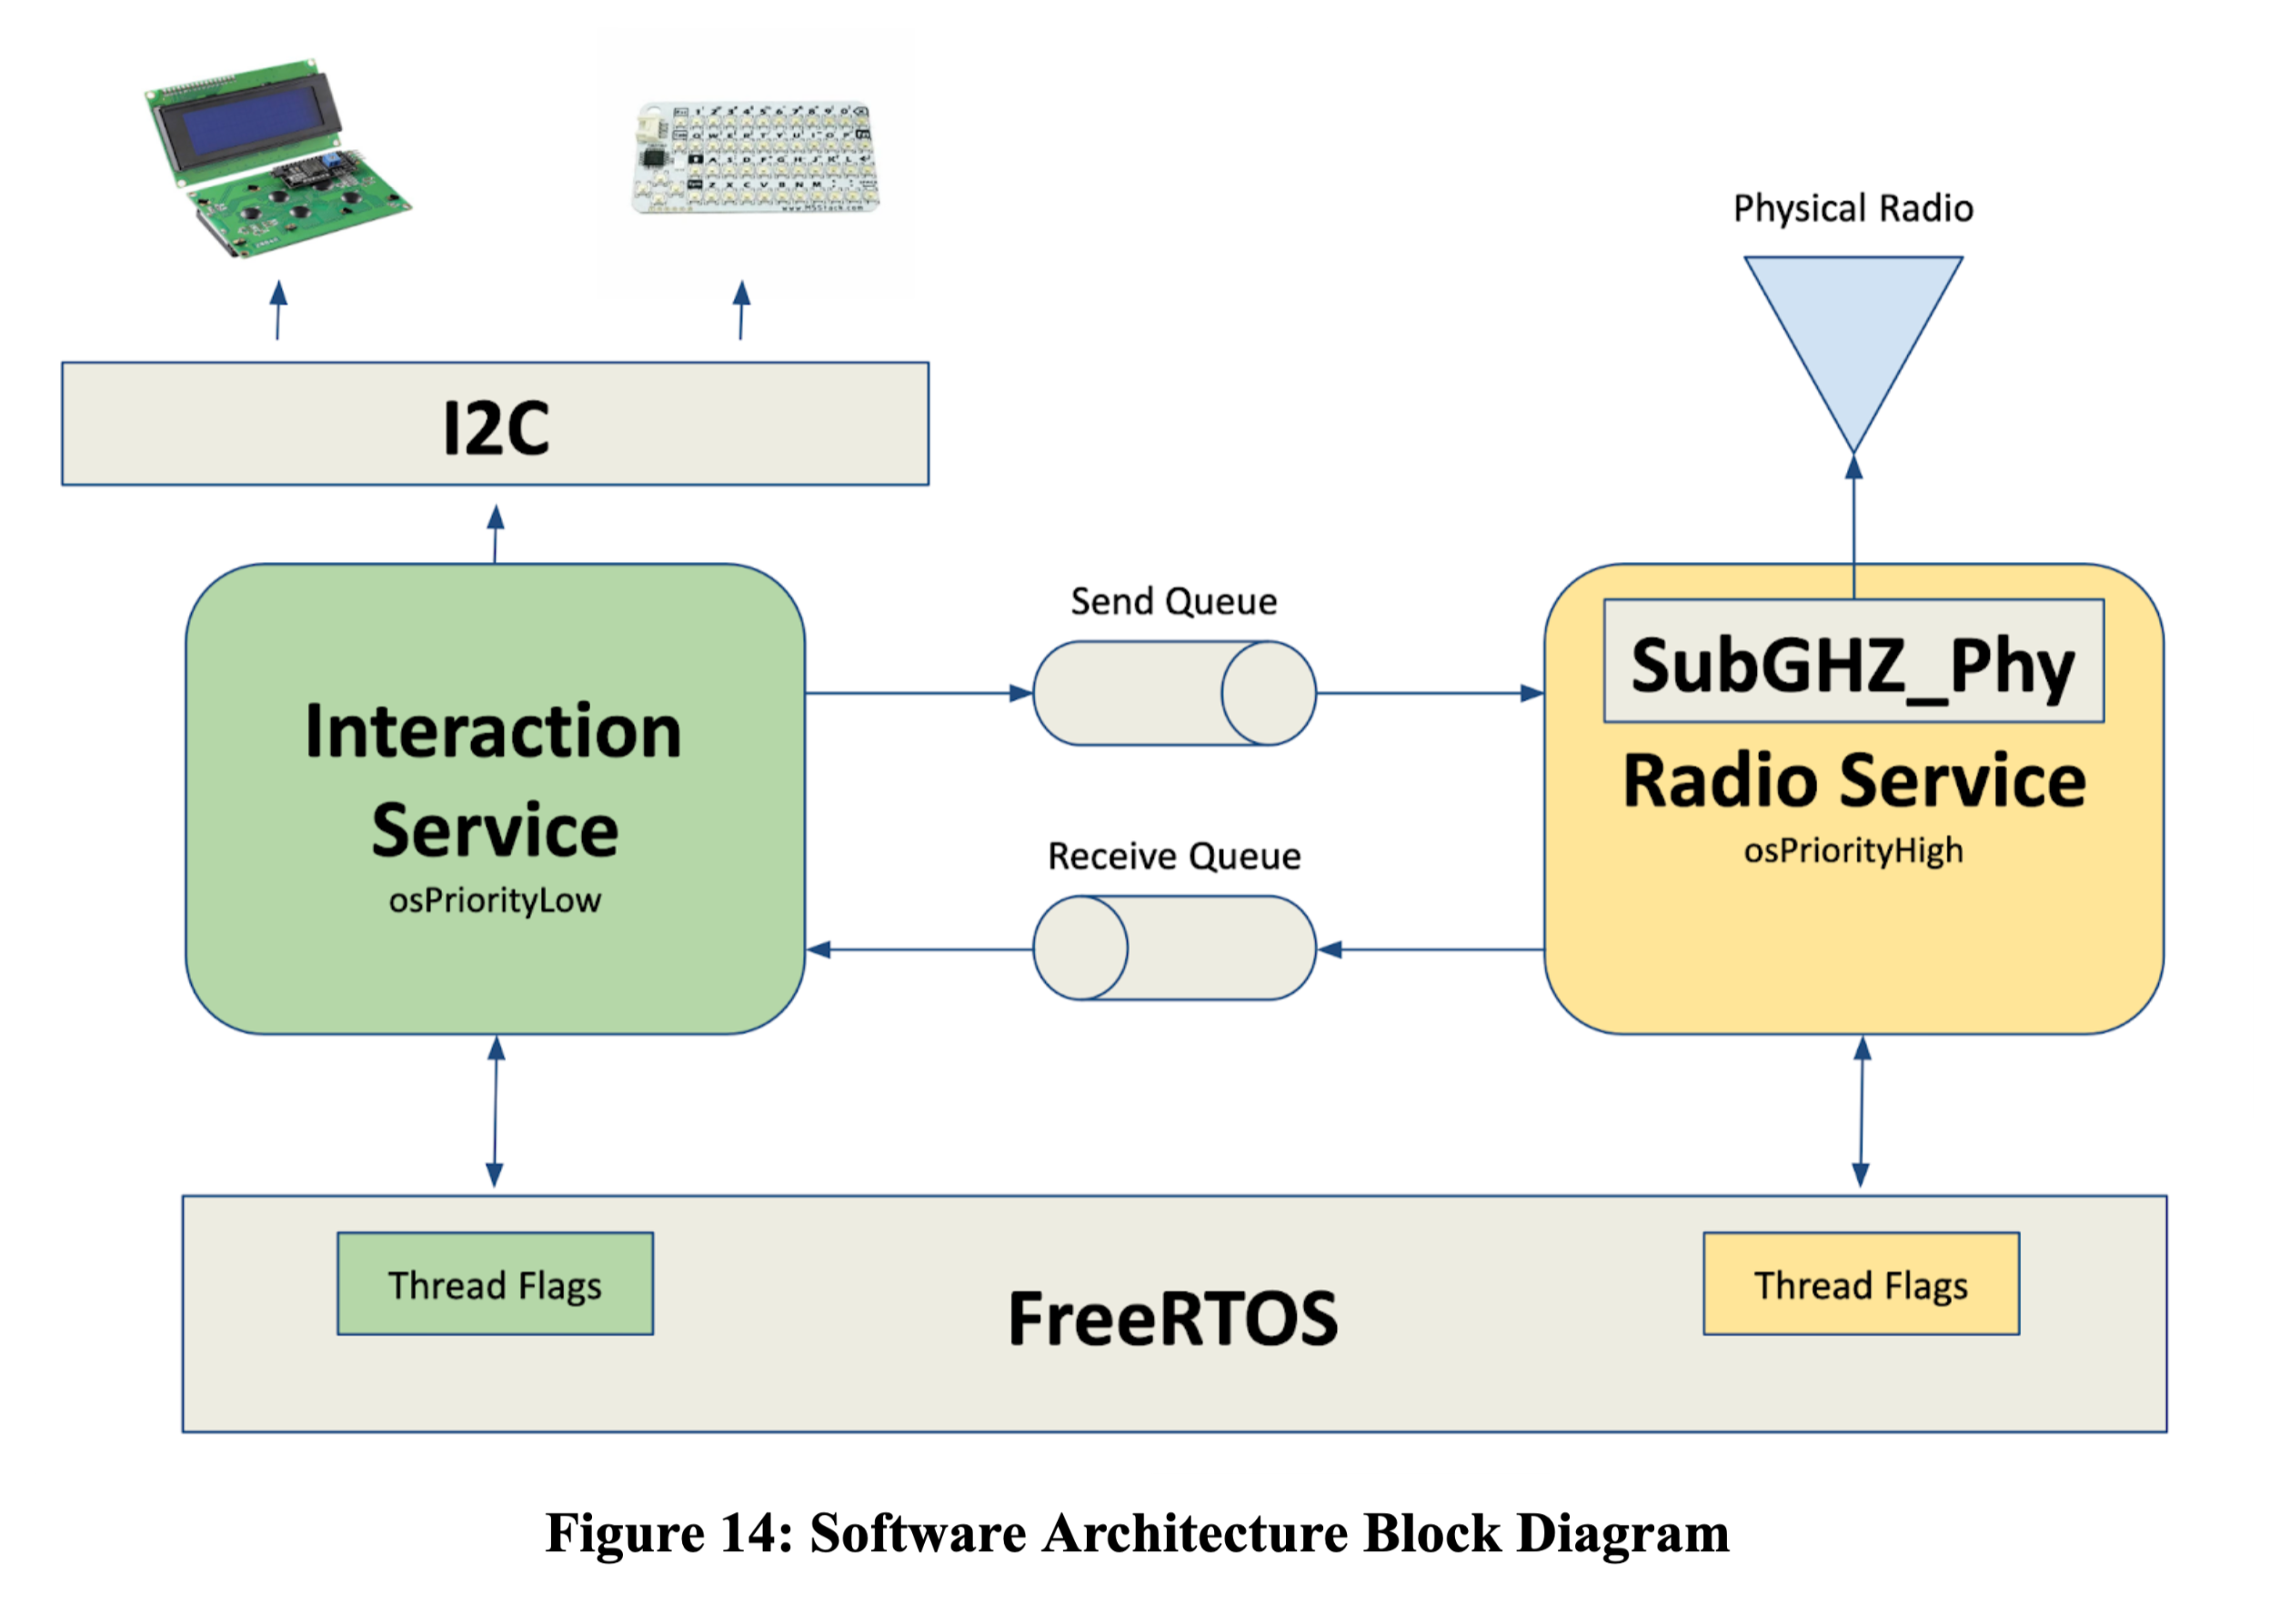 Physical Radio
I2C
Send Queue
SubGHZ_Phy
Interaction
Service
osPriorityLow
Radio Service
osPriorityHigh
Receive Queue
Thread Flags
FreeRTOS
Thread Flags
Figure 14: Software Architecture Block Diagram